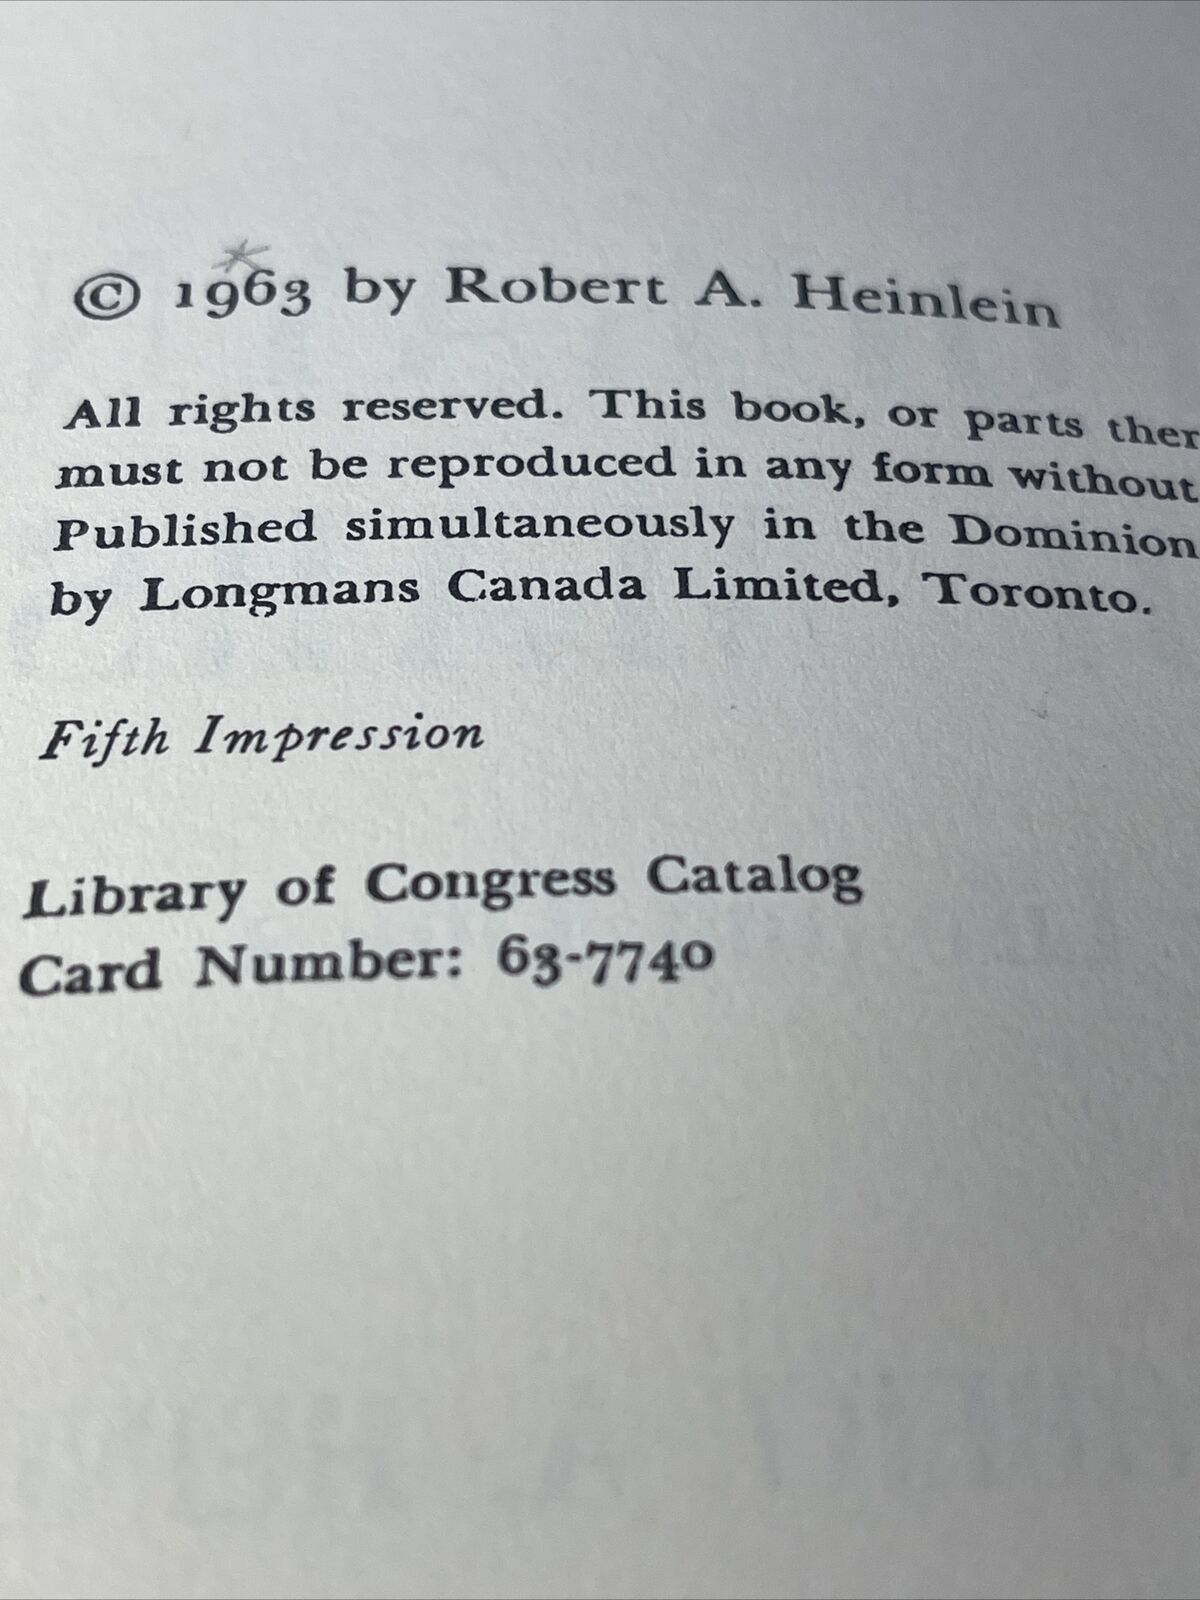 © 1963 by Robert A. Heinlein
All rights reserved. This book, or parts ther
must not be reproduced in any form without
Published simultaneously in the Dominion
by Longmans Canada Limited, Toronto.
Fifth Impression
Library of Congress Catalog
Card Number: 63-7740